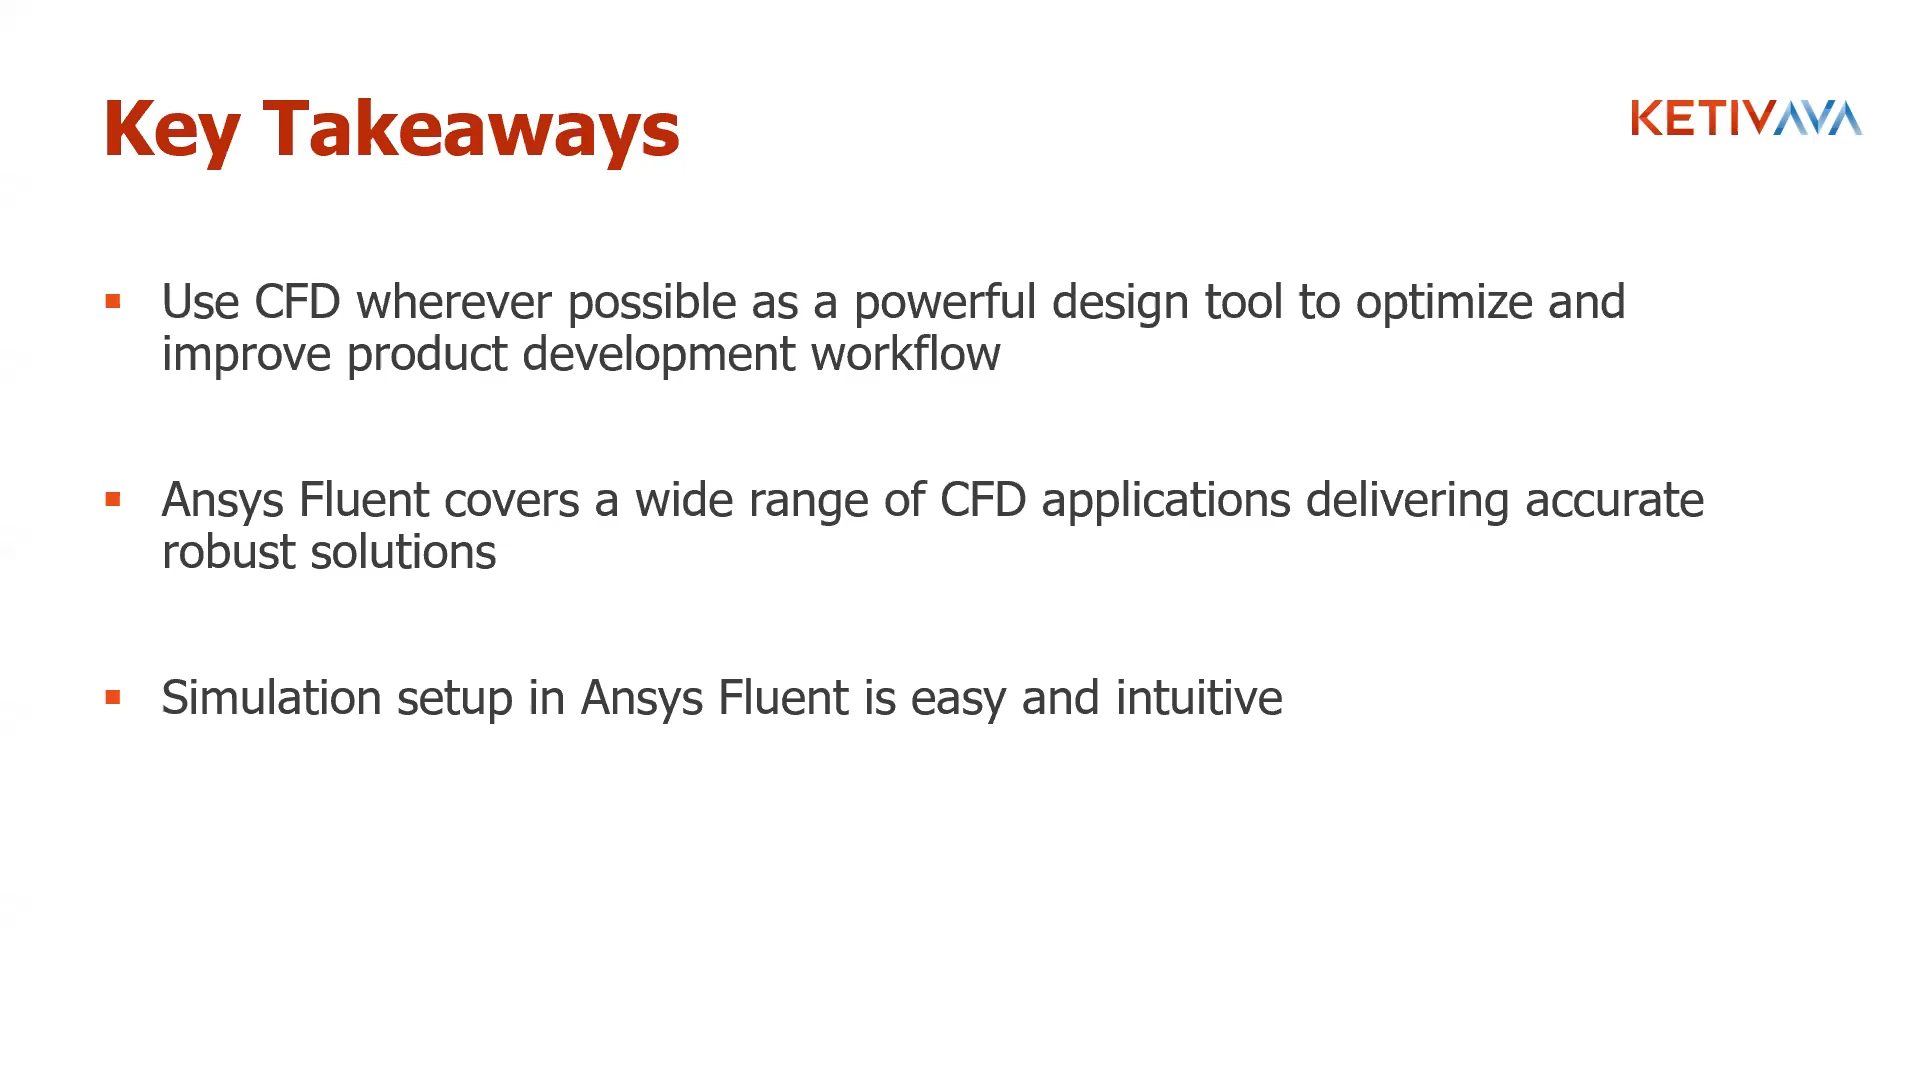 Key Takeaways
KETIVAVA
▪ Use CFD wherever possible as a powerful design tool to optimize and
improve product development workflow
▪ Ansys Fluent covers a wide range of CFD applications delivering accurate
robust solutions
▪ Simulation setup in Ansys Fluent is easy and intuitive